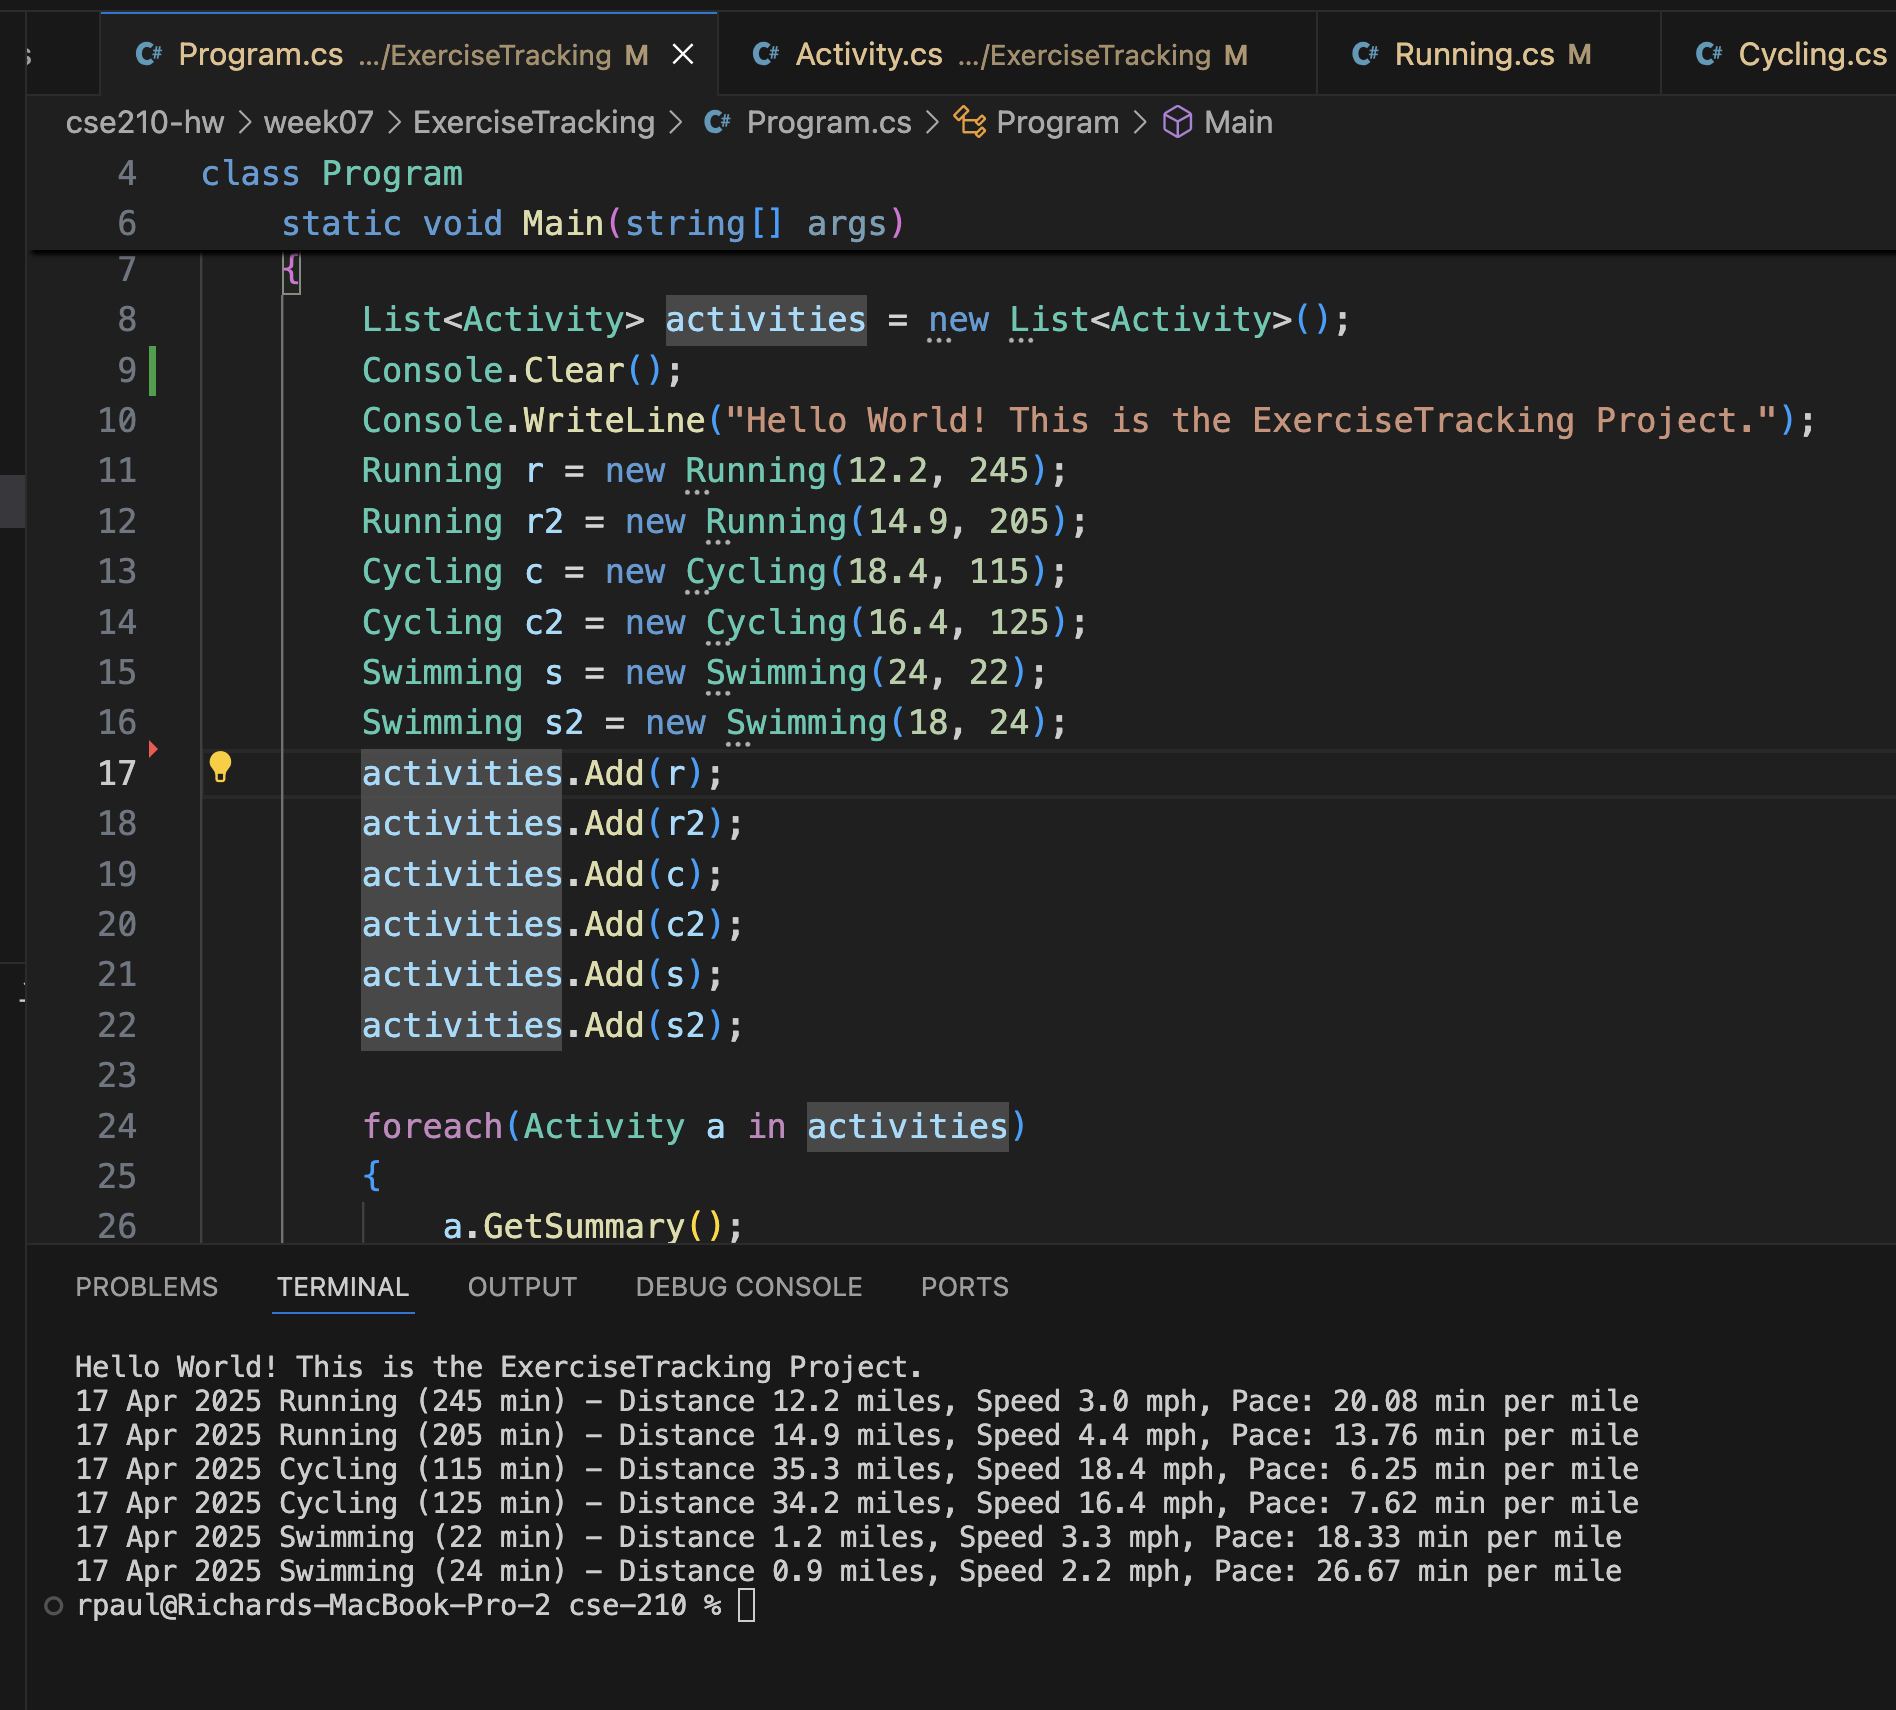 Program.cs .../ExerciseTracking M
Activity.cs .../ExerciseTracking M
Running.cs M
Cycling.cs
cse210-hw > week07 > ExerciseTracking > Program.cs > Program > Main
4 class Program
6 static void Main(string[] args)
7 {
8 List<Activity> activities = new List<Activity>();
9 Console.Clear();
10 Console.WriteLine("Hello World! This is the ExerciseTracking Project.");
11 Running r = new Running(12.2, 245);
12 Running r2 = new Running(14.9, 205);
13 Cycling c = new Cycling(18.4, 115);
14 Cycling c2 = new Cycling(16.4, 125);
15 Swimming s = new Swimming(24, 22);
16 Swimming s2 = new Swimming(18, 24);
17 activities.Add(r);
18 activities.Add(r2);
19 activities.Add(c);
20 activities.Add(c2);
21 activities.Add(s);
22 activities.Add(s2);
23
24 foreach(Activity a in activities)
25 {
26 a.GetSummary();
PROBLEMS TERMINAL OUTPUT DEBUG CONSOLE PORTS
Hello World! This is the ExerciseTracking Project.
17 Apr 2025 Running (245 min) - Distance 12.2 miles, Speed 3.0 mph, Pace: 20.08 min per mile
17 Apr 2025 Running (205 min) - Distance 14.9 miles, Speed 4.4 mph, Pace: 13.76 min per mile
17 Apr 2025 Cycling (115 min) - Distance 35.3 miles, Speed 18.4 mph, Pace: 6.25 min per mile
17 Apr 2025 Cycling (125 min) - Distance 34.2 miles, Speed 16.4 mph, Pace: 7.62 min per mile
17 Apr 2025 Swimming (22 min) - Distance 1.2 miles, Speed 3.3 mph, Pace: 18.33 min per mile
17 Apr 2025 Swimming (24 min) - Distance 0.9 miles, Speed 2.2 mph, Pace: 26.67 min per mile
rpaul@Richards-MacBook-Pro-2 cse-210 %